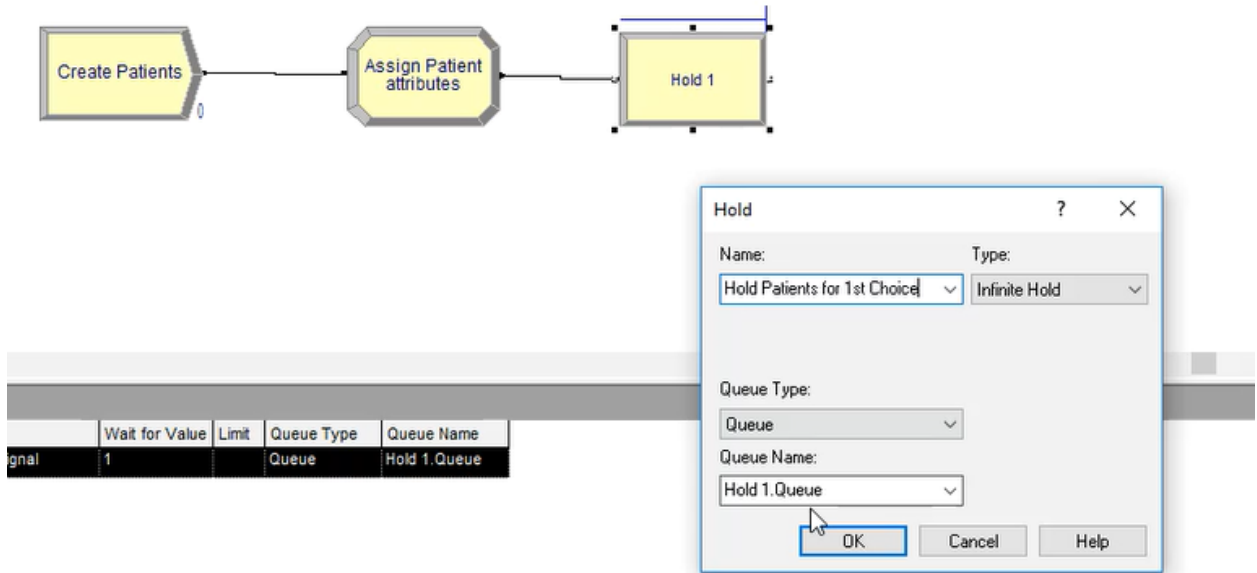 Create Patients
0
Assign Patient
attributes
Hold 1
Hold ? ×
Name: Type:
Hold Patients for 1st Choice Infinite Hold
Queue Type:
Queue
Queue Name:
Hold 1.Queue
OK Cancel Help
Wait for Value Limit Queue Type Queue Name
ignal 1 Queue Hold 1.Queue